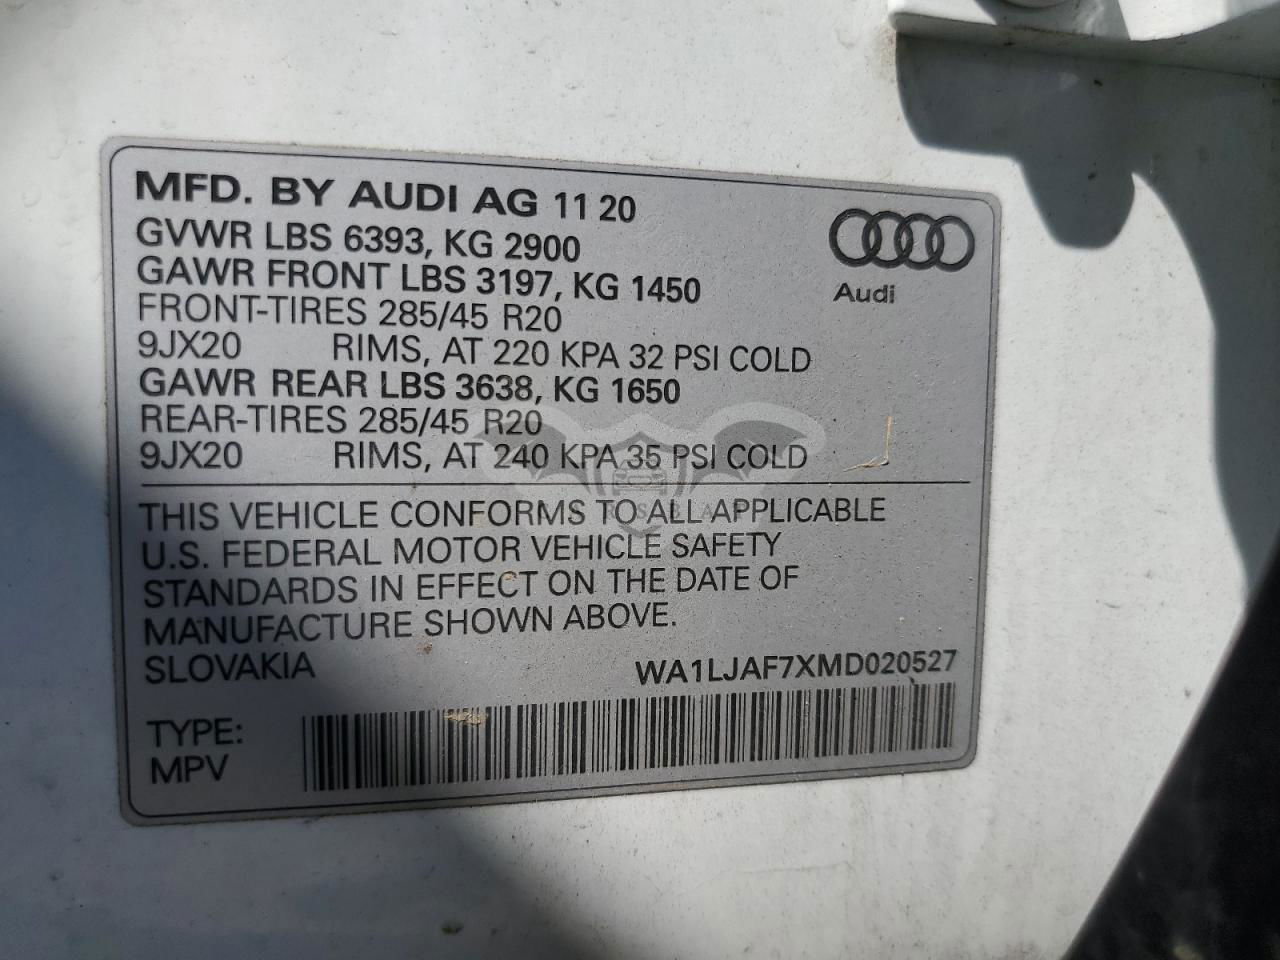 MFD. BY AUDI AG 11 20
GVWR LBS 6393, KG 2900
GAWR FRONT LBS 3197, KG 1450
FRONT-TIRES 285/45 R20
9JX20 RIMS, AT 220 KPA 32 PSI COLD
GAWR REAR LBS 3638, KG 1650
REAR-TIRES 285/45 R20
9JX20 RIMS, AT 240 KPA 35 PSI COLD
Audi
THIS VEHICLE CONFORMS TO ALL APPLICABLE
U.S. FEDERAL MOTOR VEHICLE SAFETY
STANDARDS IN EFFECT ON THE DATE OF
MANUFACTURE SHOWN ABOVE.
SLOVAKIA WA1LJAF7XMD020527
TYPE:
MPV